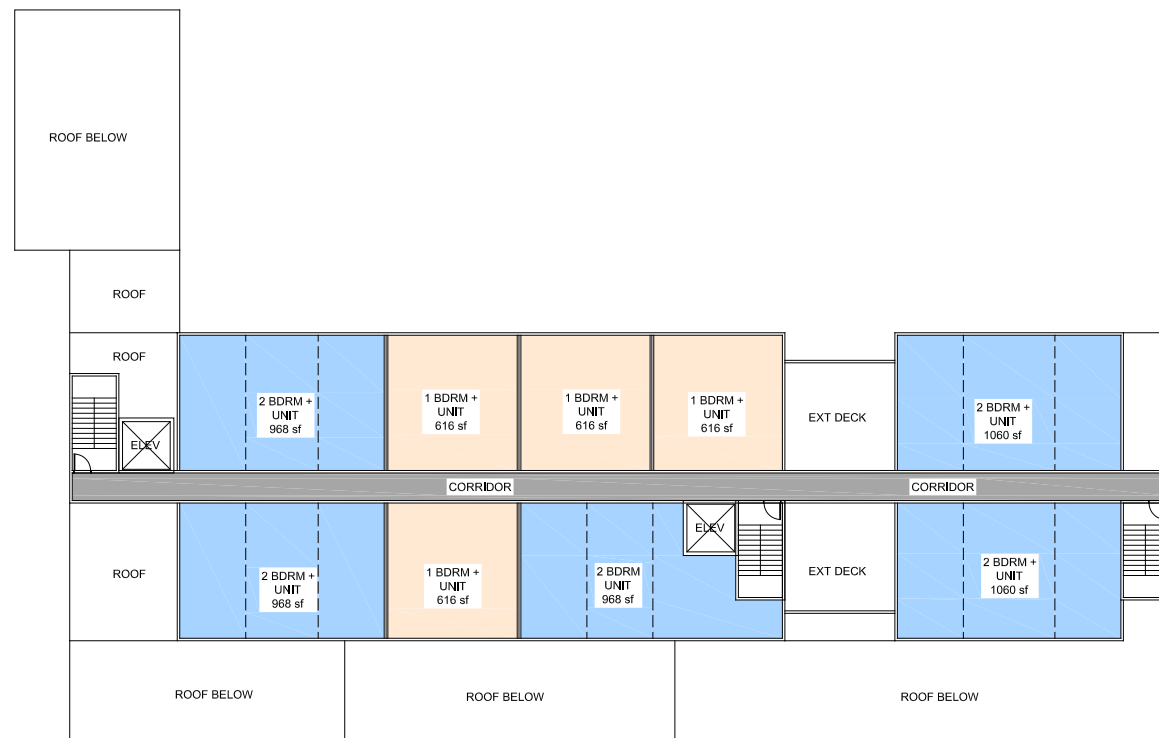 ROOF BELOW
ROOF
ROOF
2 BDRM +
UNIT
968 sf
1 BDRM +
UNIT
616 sf
1 BDRM +
UNIT
616 sf
1 BDRM +
UNIT
616 sf
EXT DECK
2 BDRM +
UNIT
1060 sf
ELEV
CORRIDOR
CORRIDOR
ELEV
ROOF
2 BDRM +
UNIT
968 sf
1 BDRM +
UNIT
616 sf
2 BDRM
UNIT
968 sf
EXT DECK
2 BDRM +
UNIT
1060 sf
ROOF BELOW
ROOF BELOW
ROOF BELOW